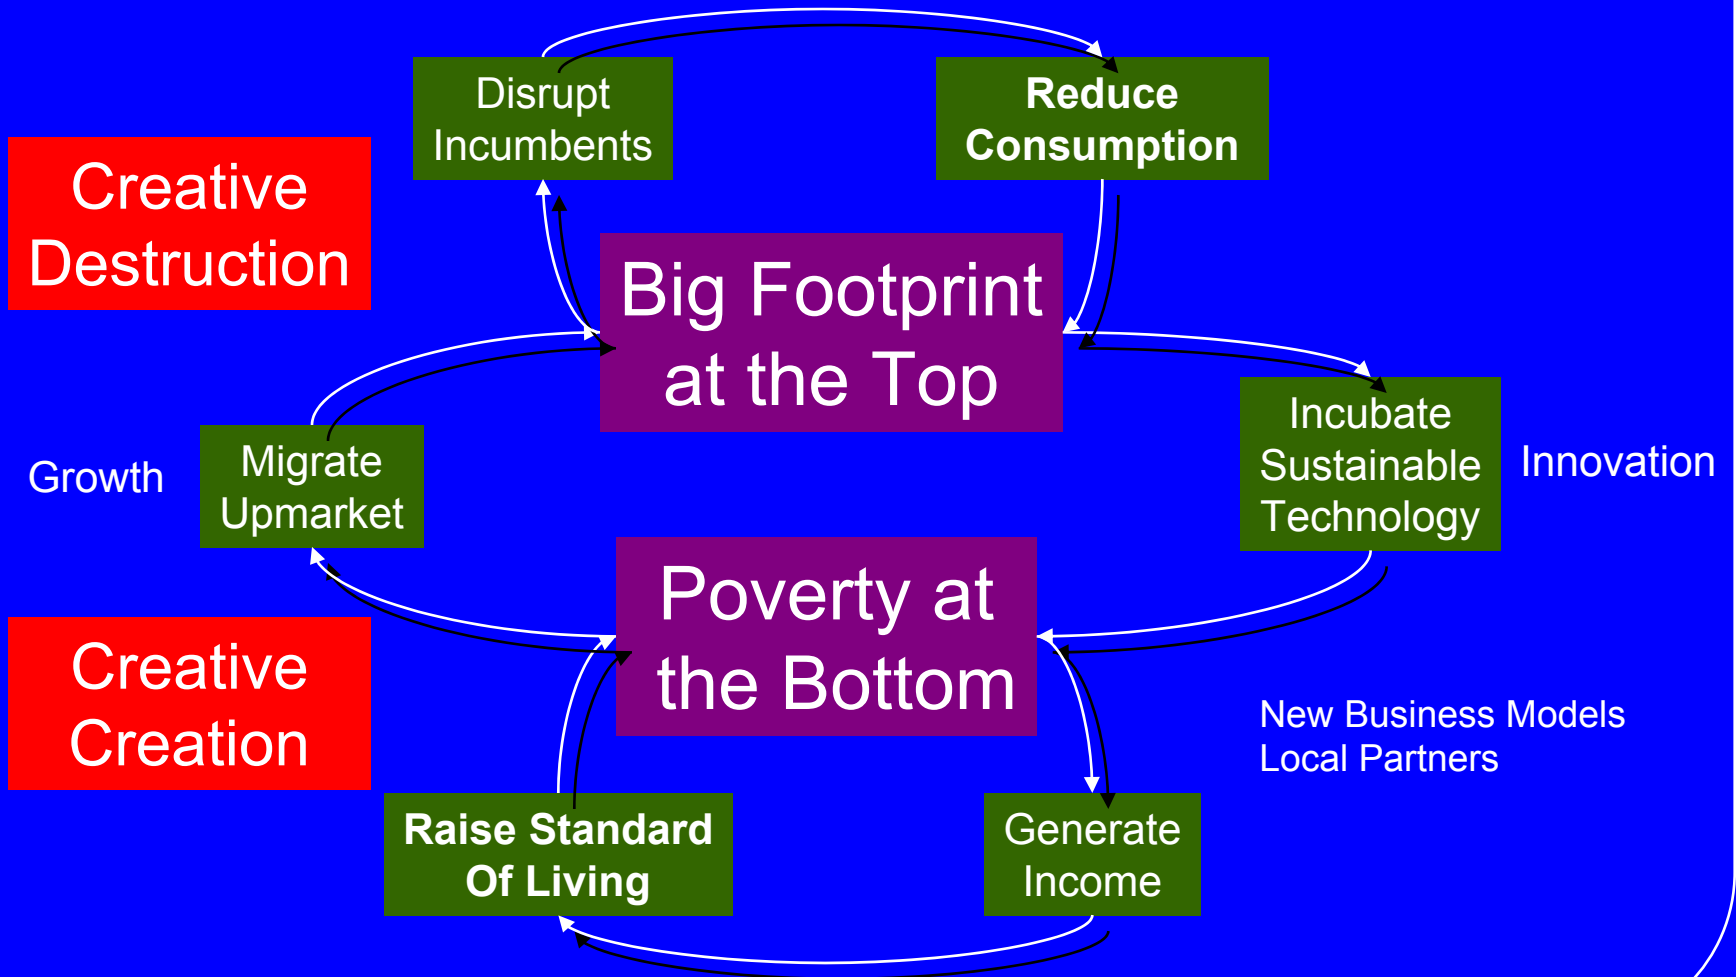 Disrupt
Incumbents
Reduce
Consumption
Creative
Destruction
Big Footprint
at the Top
Incubate
Sustainable
Technology
Innovation
Growth
Migrate
Upmarket
Poverty at
the Bottom
Creative
Creation
New Business Models
Local Partners
Raise Standard
Of Living
Generate
Income